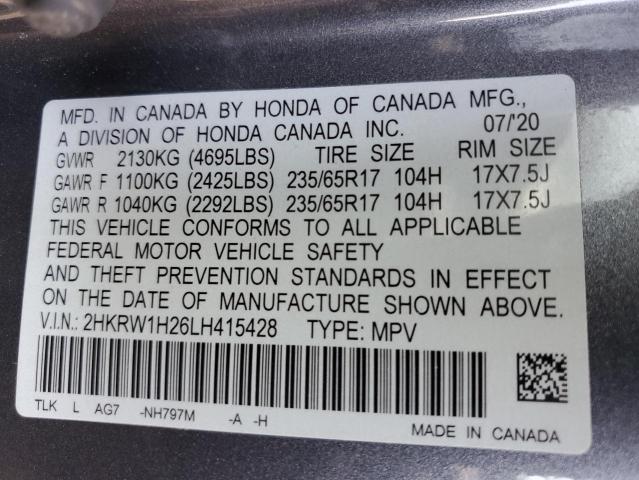 MFD. IN CANADA BY HONDA OF CANADA MFG.,
A DIVISION OF HONDA CANADA INC. 07/'20
GVWR 2130KG (4695LBS) TIRE SIZE RIM SIZE
GAWR F 1100KG (2425LBS) 235/65R17 104H 17X7.5J
GAWR R 1040KG (2292LBS) 235/65R17 104H 17X7.5J
THIS VEHICLE CONFORMS TO ALL APPLICABLE
FEDERAL MOTOR VEHICLE SAFETY
AND THEFT PREVENTION STANDARDS IN EFFECT
ON THE DATE OF MANUFACTURE SHOWN ABOVE.
V.I.N.: 2HKRW1H26LH415428 TYPE: MPV
TLK L AG7 -NH797M -A -H
MADE IN CANADA